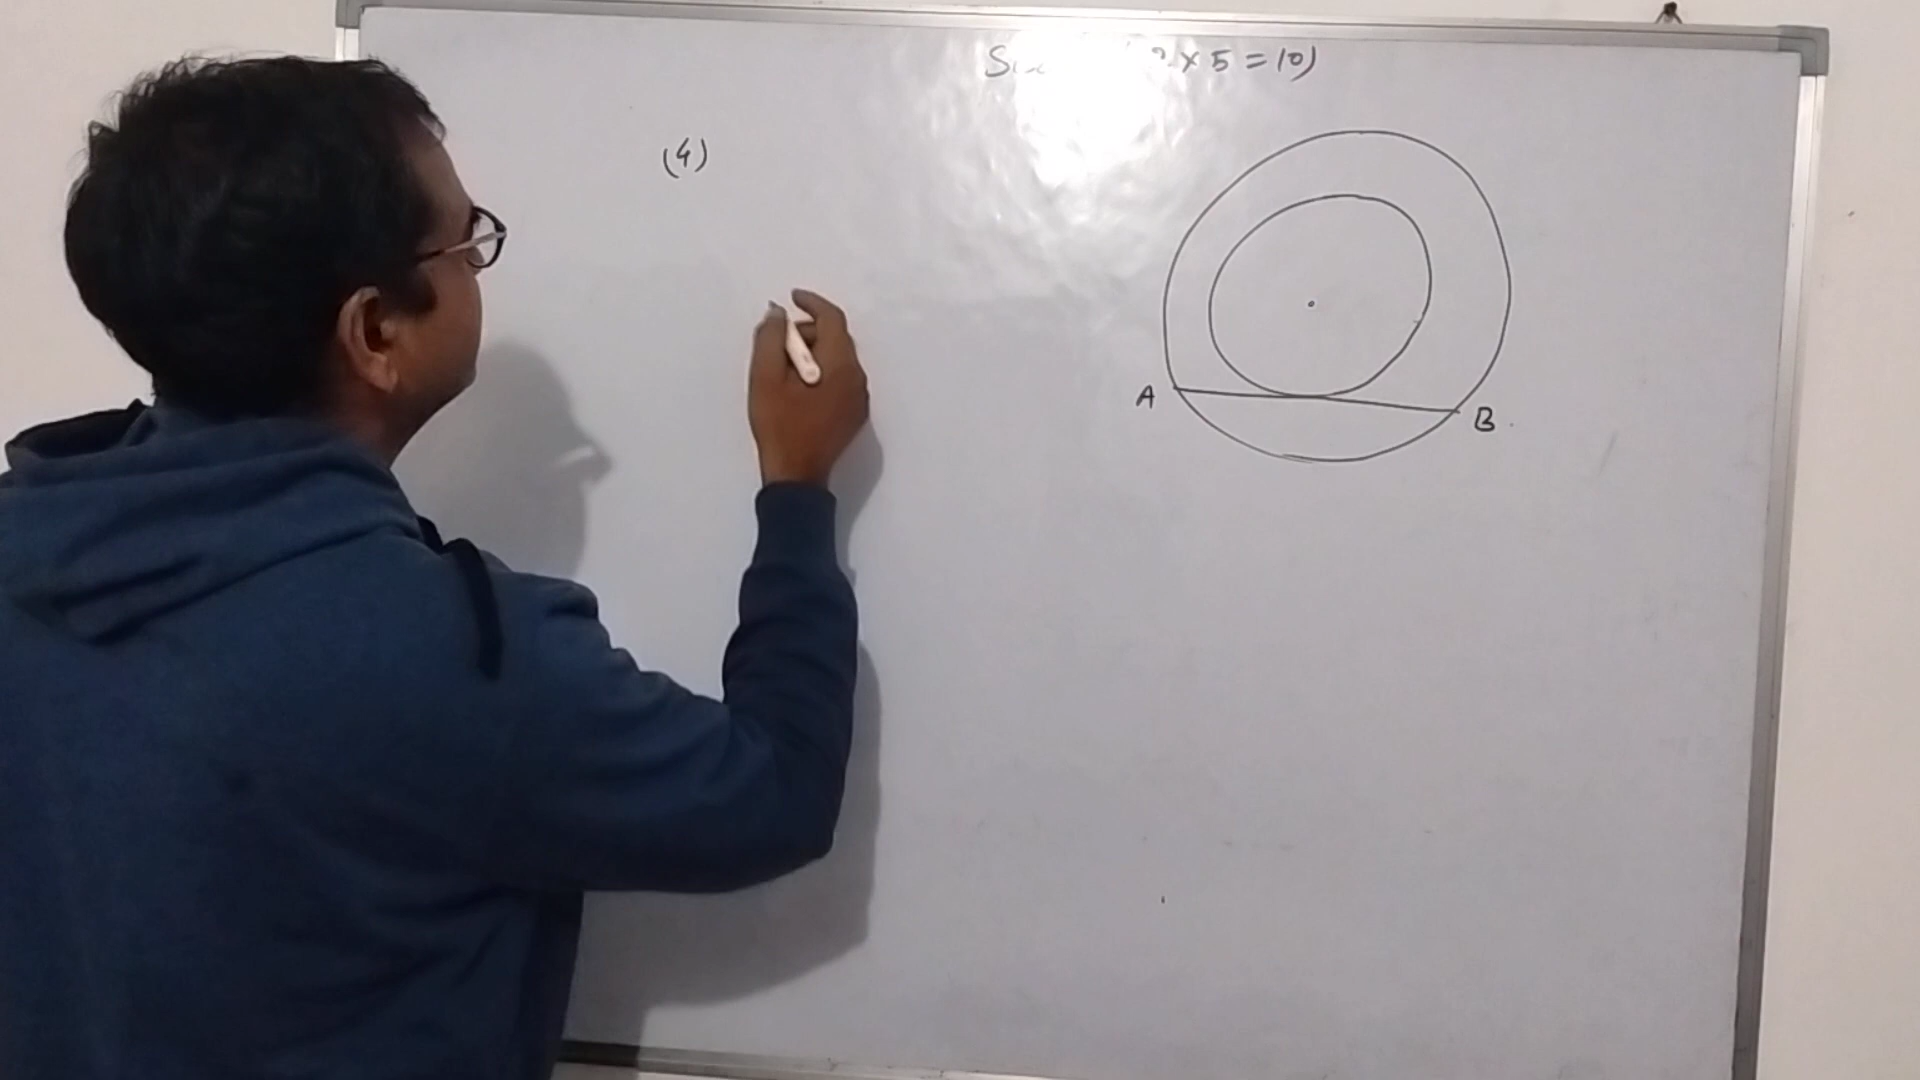 × 5 = 10)
(4)
A
B.